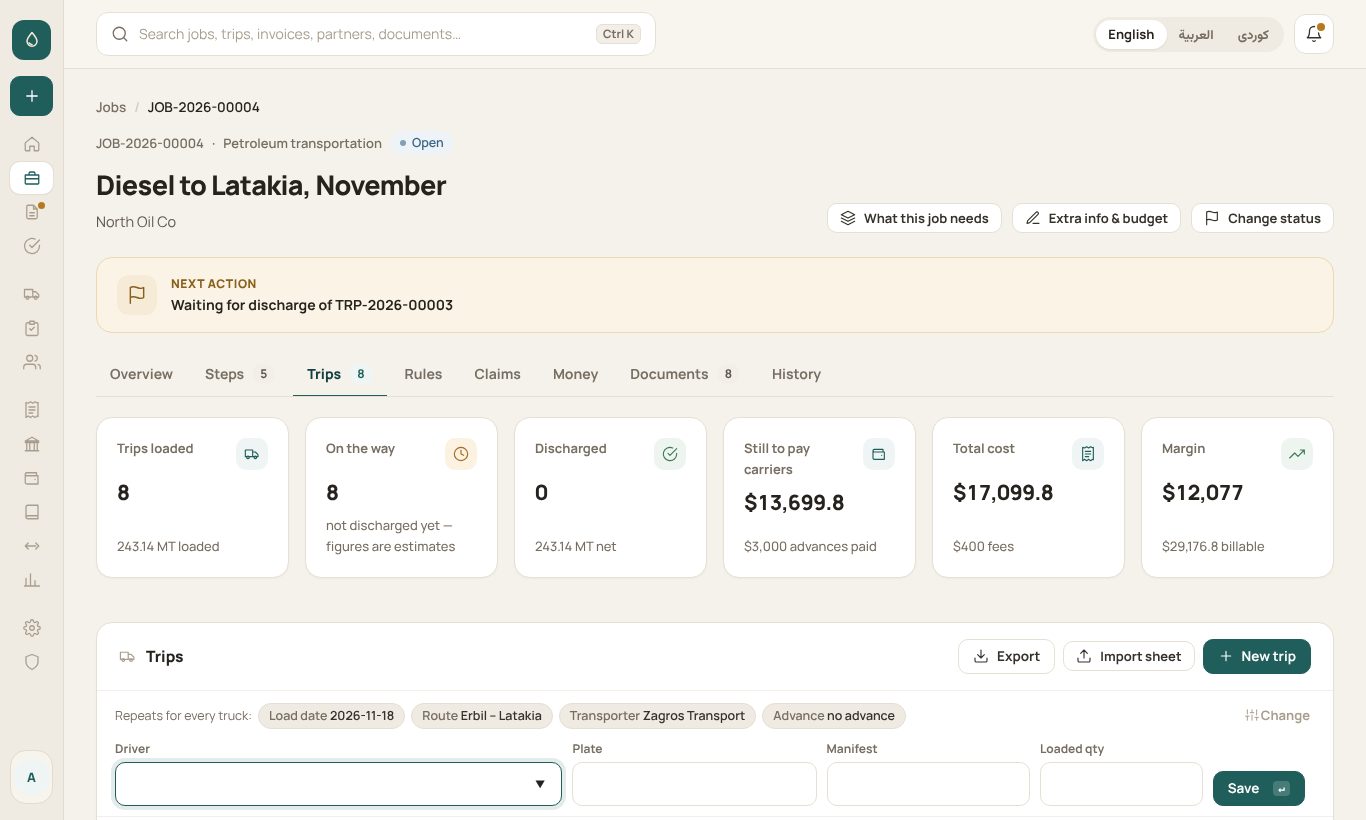 Search jobs, trips, invoices, partners, documents...
Ctrl K
English
العربية
كوردی
Jobs / JOB-2026-00004
JOB-2026-00004 · Petroleum transportation
Open
Diesel to Latakia, November
North Oil Co
What this job needs
Extra info & budget
Change status
NEXT ACTION
Waiting for discharge of TRP-2026-00003
Overview
Steps 5
Trips 8
Rules
Claims
Money
Documents 8
History
Trips loaded
8
243.14 MT loaded
On the way
8
not discharged yet —
figures are estimates
Discharged
0
243.14 MT net
Still to pay
carriers
$13,699.8
$3,000 advances paid
Total cost
$17,099.8
$400 fees
Margin
$12,077
$29,176.8 billable
Trips
Export
Import sheet
New trip
Repeats for every truck:
Load date 2026-11-18
Route Erbil – Latakia
Transporter Zagros Transport
Advance no advance
Change
Driver
Plate
Manifest
Loaded qty
Save
A